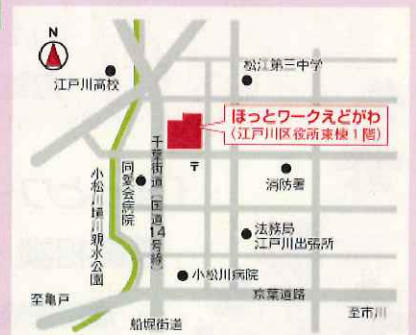 N
江戸川高校
松江第三中学
ほっとワークえどがわ
(江戸川区役所東棟1階)
千葉街道(国道14号線)
同愛会病院
〒
消防署
小松川境川親水公園
法務局
江戸川出張所
小松川病院
京葉道路
至亀戸
至市川
船堀街道